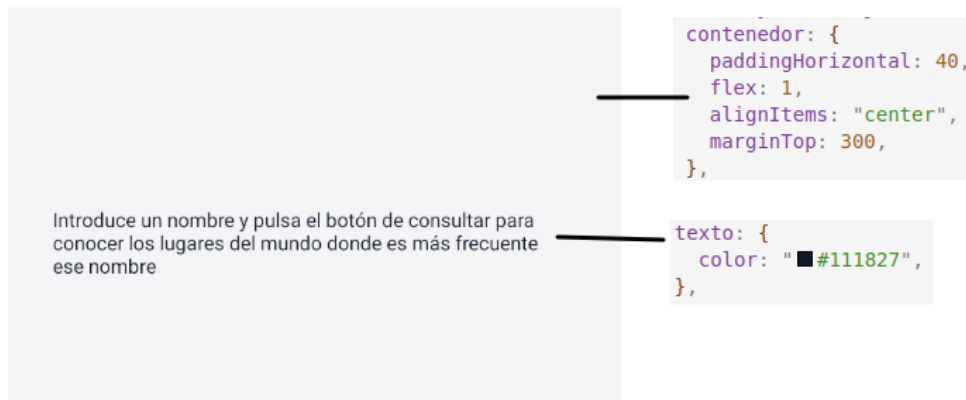 Introduce un nombre y pulsa el botón de consultar para
conocer los lugares del mundo donde es más frecuente
ese nombre
contenedor: {
paddingHorizontal: 40,
flex: 1,
alignItems: "center",
marginTop: 300,
},
texto: {
color: "#111827",
},